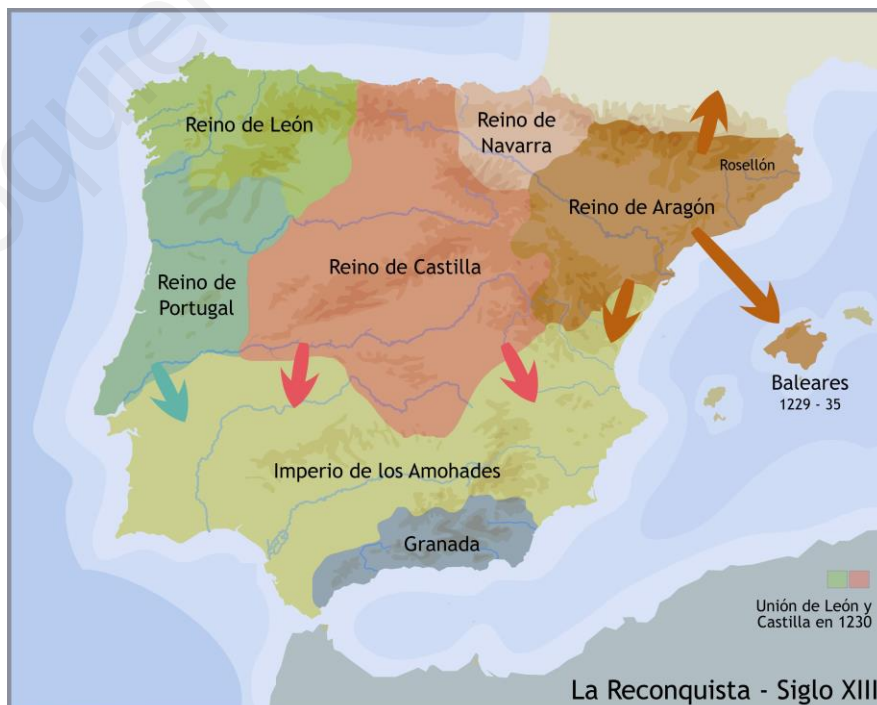 Reino de León
Reino de
Navarra
Rosellón
Reino de Aragón
Reino de Castilla
Reino de
Portugal
Baleares
1229 - 35
Imperio de los Amohades
Granada
Unión de León y
Castilla en 1230
La Reconquista - Siglo XIII